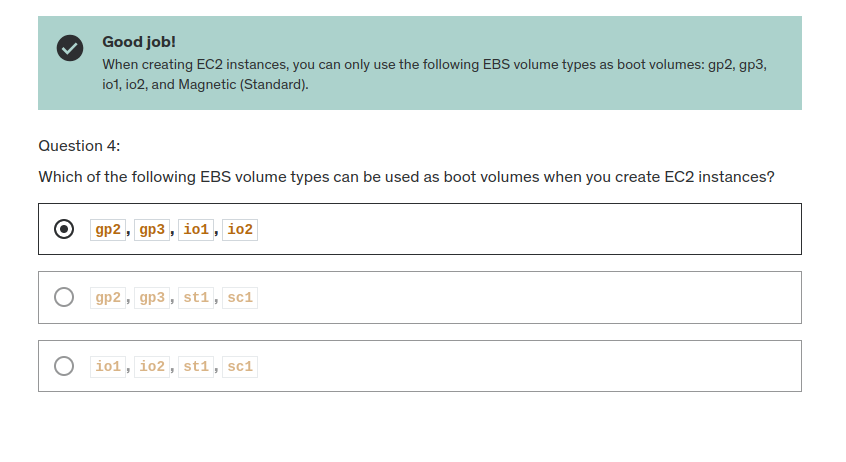 Good job!
When creating EC2 instances, you can only use the following EBS volume types as boot volumes: gp2, gp3,
io1, io2, and Magnetic (Standard).
Question 4:
Which of the following EBS volume types can be used as boot volumes when you create EC2 instances?
gp2, gp3, io1, io2
gp2, gp3, st1, sc1
io1, io2, st1, sc1